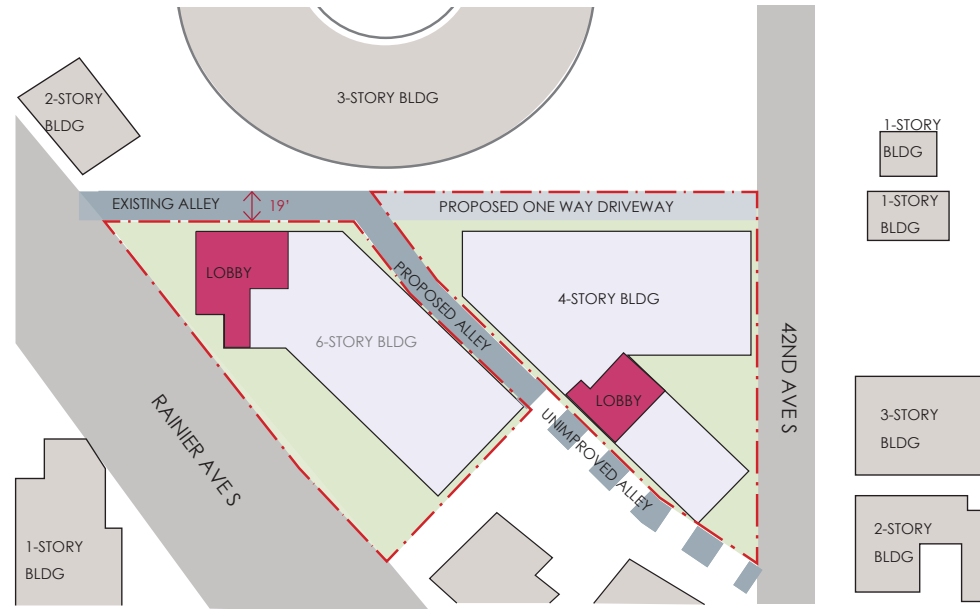 3-STORY BLDG
2-STORY
BLDG
1-STORY
BLDG
1-STORY
BLDG
EXISTING ALLEY
19'
PROPOSED ONE WAY DRIVEWAY
LOBBY
PROPOSED ALLEY
4-STORY BLDG
6-STORY BLDG
42ND AVE S
RAINIER AVE S
LOBBY
UNIMPROVED ALLEY
3-STORY
BLDG
1-STORY
BLDG
2-STORY
BLDG